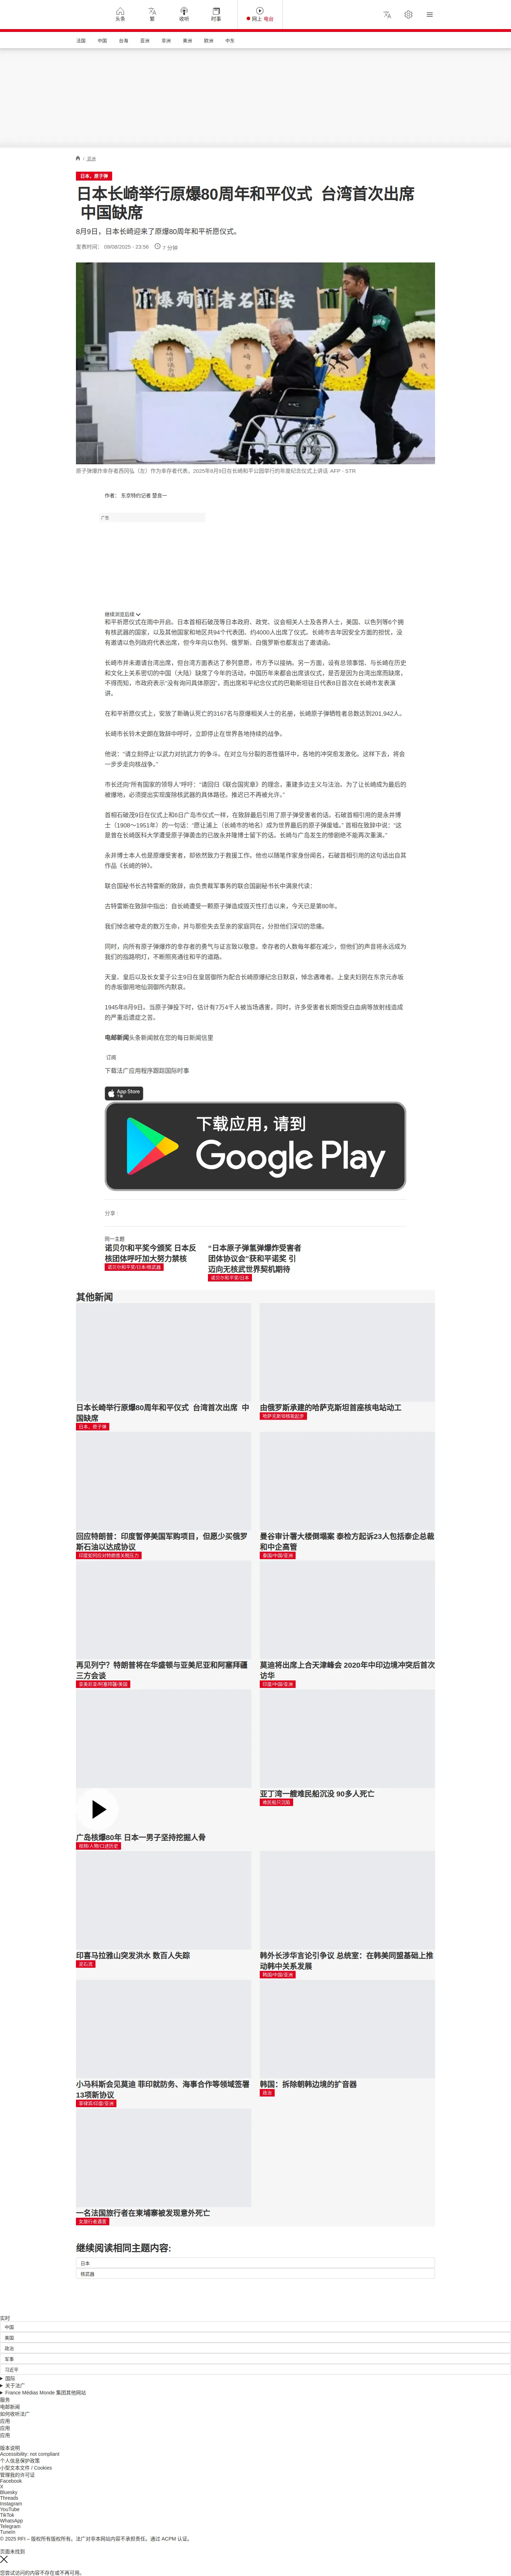 头条
繁
收听
时事
网上 电台
法国
中国
台海
亚洲
非洲
美洲
欧洲
中东
/ 亚洲
日本，原子弹
日本长崎举行原爆80周年和平仪式 台湾首次出席
中国缺席
8月9日，日本长崎迎来了原爆80周年和平祈愿仪式。
发表时间： 09/08/2025 - 23:56
7 分钟
原子弹爆炸幸存者西冈弘（左）作为幸存者代表，2025年8月9日在长崎和平公园举行的年度纪念仪式上讲话 AFP - STR
作者： 东京特约记者
广告
继续浏览后续
和平祈愿仪式在雨中开启。日本首相石破茂等日本政府、政党、议会相关人士及各界人士，美国、以色列等6个拥
有核武器的国家，以及其他国家和地区共94个代表团、约4000人出席了仪式。长崎市去年因安全方面的担忧，没
有邀请以色列政府代表出席，但今年向以色列、俄罗斯、白俄罗斯也都发出了邀请函。
长崎市并未邀请台湾出席，但台湾方面表达了参列意愿，市方予以接纳。另一方面，设有总领事馆、与长崎在历史
和文化上关系密切的中国（大陆）缺席了今年的活动，中国历年来都会出席该仪式，是否是因为台湾出席而缺席，
不得而知，市政府表示“没有询问具体原因”，而出席和平纪念仪式的巴勒斯坦驻日代表8日首次在长崎市发表演
讲。
在和平祈愿仪式上，安放了新确认死亡的3167名与原爆相关人士的名册，长崎原子弹牺牲者总数达到201,942人。
长崎市长铃木史朗在致辞中呼吁，立即停止在世界各地持续的战争。
他说：“请立刻停止‘以武力对抗武力’的争斗。在对立与分裂的恶性循环中，各地的冲突愈发激化。这样下去，将会
一步步走向核战争。”
市长还向“所有国家的领导人”呼吁：“请回归《联合国宪章》的理念，重建多边主义与法治。为了让长崎成为最后的
被爆地，必须提出实现废除核武器的具体路径。推迟已不再被允许。”
首相石破茂9日在仪式上和6日广岛市仪式一样，在致辞最后引用了原子弹受害者的话。石破首相引用的是永井博
士（1908～1951年）的一句话：“愿让浦上（长崎市的地名）成为世界最后的原子弹废墟。” 首相在致辞中说：“这
是曾在长崎医科大学遭受原子弹袭击的已故永井隆博士留下的话。长崎与广岛发生的惨剧绝不能再次重演。”
永井博士本人也是原爆受害者，却依然致力于救援工作。他也以随笔作家身份闻名，石破首相引用的这句话出自其
作品《长崎的钟》。
联合国秘书长古特雷斯的致辞，由负责裁军事务的联合国副秘书长中满泉代读：
古特雷斯在致辞中指出：自长崎遭受一颗原子弹造成毁灭性打击以来，今天已是第80年。
我们悼念被夺走的数万生命，并与那些失去至亲的家庭同在，分担他们深切的悲痛。
同时，向所有原子弹爆炸的幸存者的勇气与证言致以敬意。幸存者的人数每年都在减少，但他们的声音将永远成为
我们的指路明灯，不断照亮通往和平的道路。
天皇、皇后以及长女爱子公主9日在皇居御所为配合长崎原爆纪念日默哀，悼念遇难者。上皇夫妇则在东京元赤坂
的赤坂御用地仙洞御所内默哀。
1945年8月9日。当原子弹投下时，估计有7万4千人被当场遇害，同时，许多受害者长期饱受白血病等放射线造成
的严重后遗症之苦。
电邮新闻头条新闻就在您的每日新闻信里
订阅
下载法广应用程序跟踪国际时事
App Store
下载
下载应用，请到
Google Play
分享 :
同一主题
诺贝尔和平奖今颁奖 日本反
核团体呼吁加大努力禁核
诺贝尔和平奖/日本/核武器
“日本原子弹氢弹爆炸受害者
团体协议会”获和平诺奖 引
迈向无核武世界契机期待
诺贝尔和平奖/日本
其他新闻
日本长崎举行原爆80周年和平仪式 台湾首次出席 中
国缺席
日本，原子弹
由俄罗斯承建的哈萨克斯坦首座核电站动工
哈萨克斯坦核能起步
回应特朗普：印度暂停美国军购项目，但愿少买俄罗
斯石油以达成协议
印度如何应对特朗普关税压力
曼谷审计署大楼倒塌案 泰检方起诉23人包括泰企总裁
和中企高管
泰国/中国/亚洲
再见列宁？特朗普将在华盛顿与亚美尼亚和阿塞拜疆
三方会谈
亚美尼亚/阿塞拜疆/美国
莫迪将出席上合天津峰会 2020年中印边境冲突后首次
访华
印度/中国/亚洲
广岛核爆80年 日本一男子坚持挖掘人骨
视频/人物/口述历史
亚丁湾一艘难民船沉没 90多人死亡
难民船只沉船
印喜马拉雅山突发洪水 数百人失踪
泥石流
韩外长涉华言论引争议 总统室：在韩美同盟基础上推
动韩中关系发展
韩国/中国/亚洲
小马科斯会见莫迪 菲印就防务、海事合作等领域签署
13项新协议
菲律宾/印度/亚洲
韩国：拆除朝韩边境的扩音器
韩国
一名法国旅行者在柬埔寨被发现意外死亡
女旅行者遇害
继续阅读相同主题内容:
日本
核武器
实时
中国
美国
政治
军事
习近平
国际
关于法广
France Médias Monde 集团其他网站
服务
电邮新闻
如何收听法广
应用
应用
应用
版本说明
Accessibility: not compliant
个人信息保护政策
小型文本文件 / Cookies
管理我的许可证
Facebook
X
Bluesky
Threads
Instagram
YouTube
TikTok
WhatsApp
Telegram
TuneIn
© 2025 RFI – 版权所有版权所有。法广对非本网站内容不承担责任。通过 ACPM 认证。
页面未找到
您尝试访问的内容不存在或不再可用。